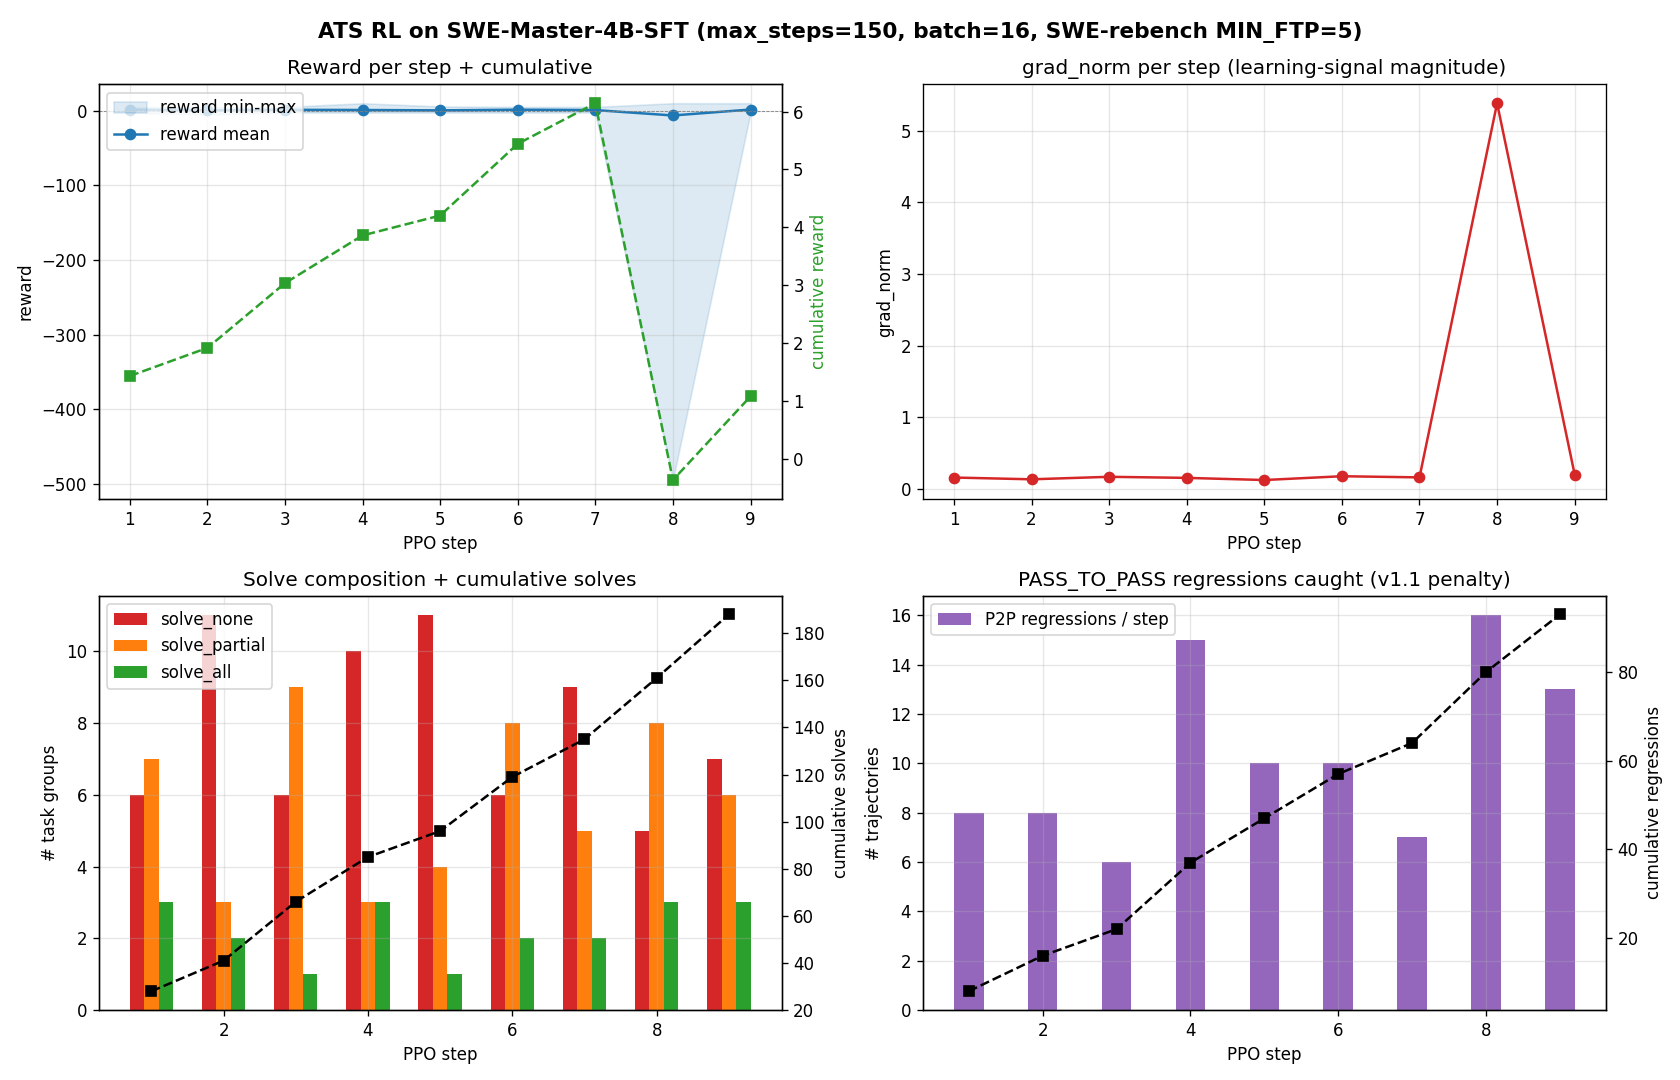 ATS RL on SWE-Master-4B-SFT (max_steps=150, batch=16, SWE-rebench MIN_FTP=5)
Reward per step + cumulative
reward min-max
reward mean
0
−100
−200
−300
−400
−500
reward
6
5
4
3
2
1
0
cumulative reward
1 2 3 4 5 6 7 8 9
PPO step
grad_norm per step (learning-signal magnitude)
5
4
3
2
1
0
grad_norm
1 2 3 4 5 6 7 8 9
PPO step
Solve composition + cumulative solves
solve_none
solve_partial
solve_all
10
8
6
4
2
0
# task groups
180
160
140
120
100
80
60
40
20
cumulative solves
2 4 6 8
PPO step
PASS_TO_PASS regressions caught (v1.1 penalty)
P2P regressions / step
16
14
12
10
8
6
4
2
0
# trajectories
80
60
40
20
cumulative regressions
2 4 6 8
PPO step